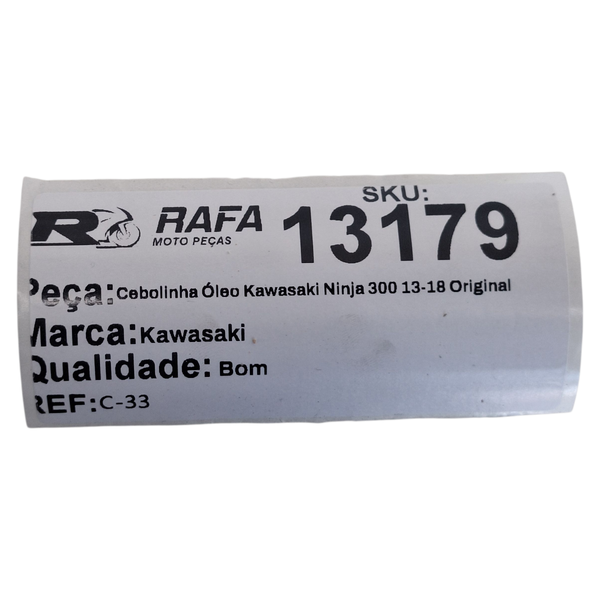 R RAFA
MOTO PEÇAS
SKU:
13179
Peça: Cebolinha Óleo Kawasaki Ninja 300 13-18 Original
Marca: Kawasaki
Qualidade: Bom
REF: C-33